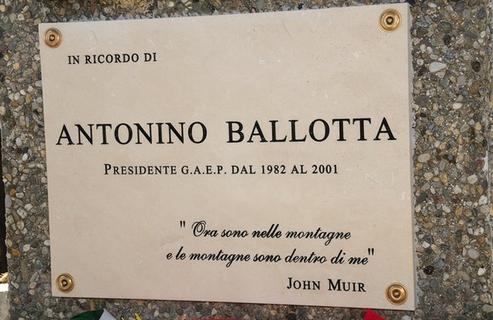 IN RICORDO DI
ANTONINO BALLOTTA
PRESIDENTE G.A.E.P. DAL 1982 AL 2001
" Ora sono nelle montagne
e le montagne sono dentro di me"
JOHN MUIR